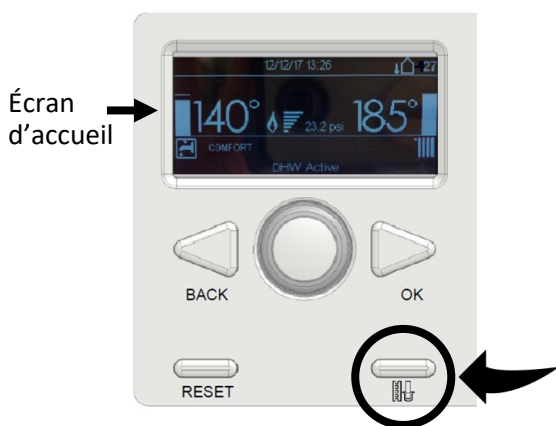 12/12/17 13:26
27
Écran
d'accueil
140°
23.2 psi
185°
COMFORT
DHW Active
BACK
OK
RESET